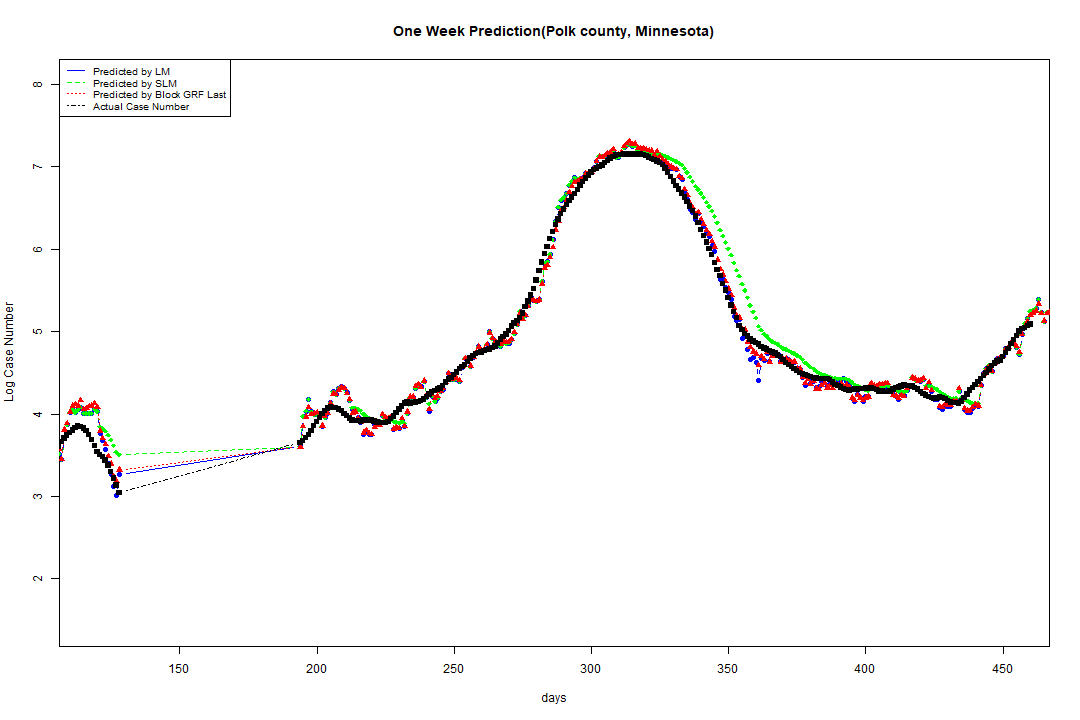 One Week Prediction(Polk county, Minnesota)
Predicted by LM
Predicted by SLM
Predicted by Block GRF Last
Actual Case Number
8
7
6
5
4
3
2
Log Case Number
150 200 250 300 350 400 450
days